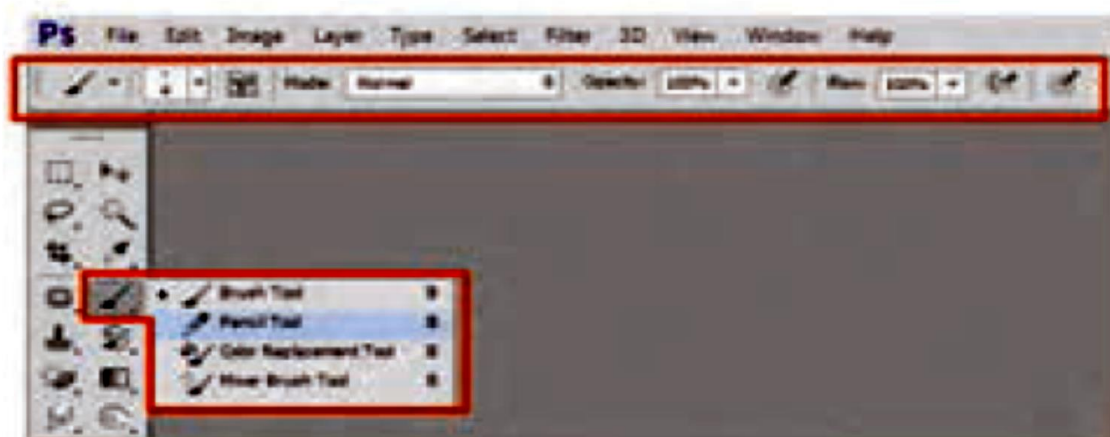 Ps File Edit Image Layer Type Select Filter 3D View Window Help
Mode: Normal Opacity: 100% Flow: 100%
Brush Tool B
Pencil Tool B
Color Replacement Tool B
Mixer Brush Tool B